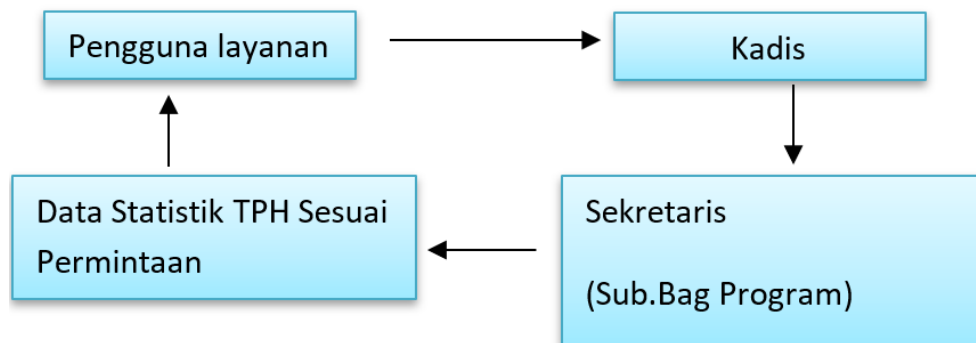 Pengguna layanan
Kadis
Data Statistik TPH Sesuai
Permintaan
Sekretaris
(Sub.Bag Program)